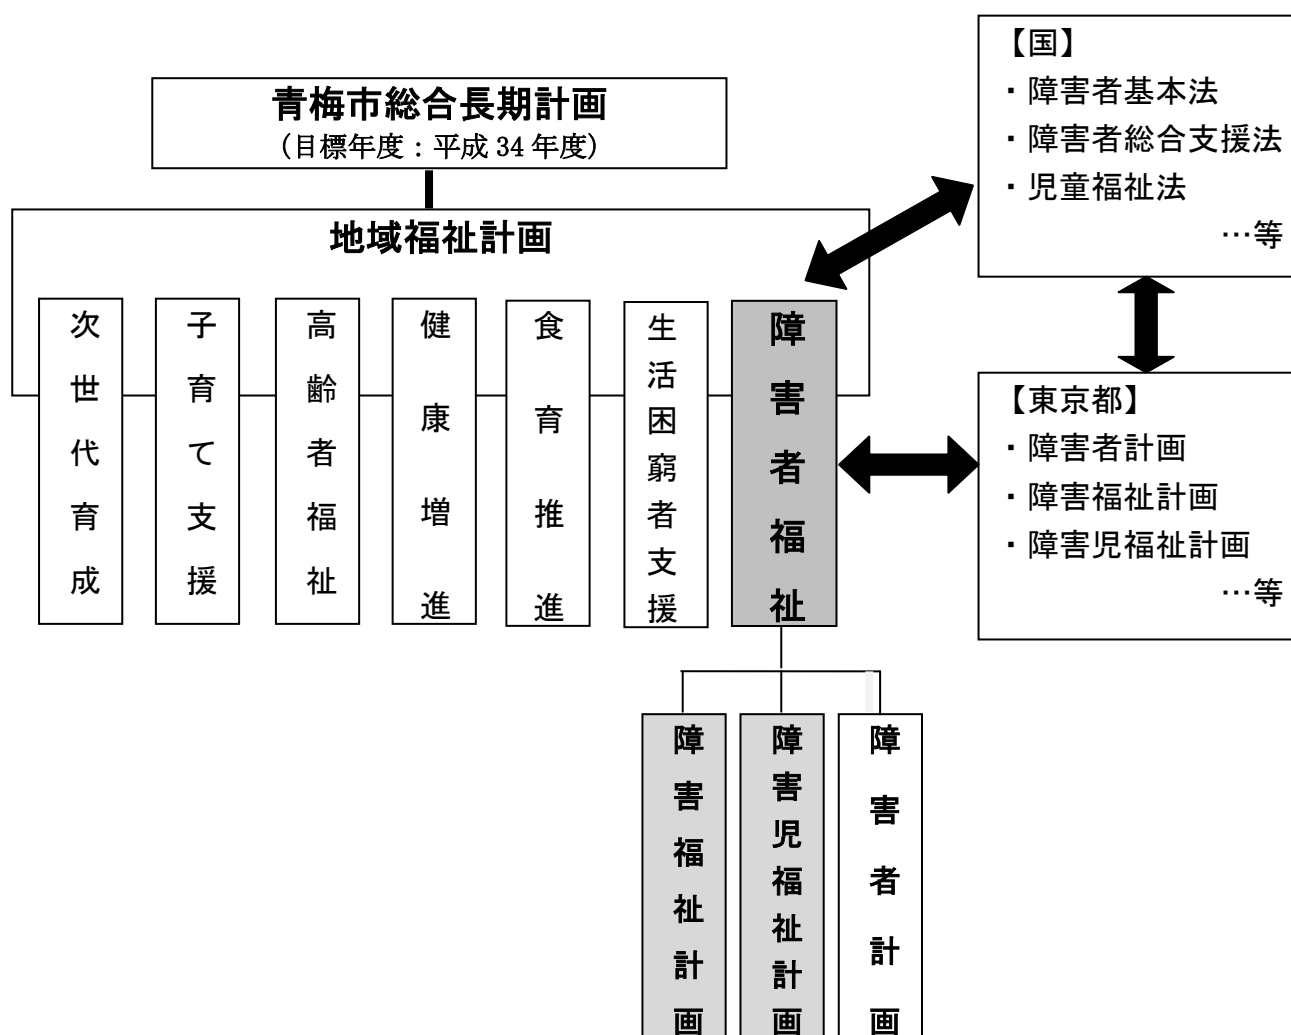 青梅市総合長期計画
（目標年度：平成 34 年度）
地域福祉計画
次世代育成
子育て支援
高齢者福祉
健康増進
食育推進
生活困窮者支援
障害者福祉
【国】
・障害者基本法
・障害者総合支援法
・児童福祉法
…等
【東京都】
・障害者計画
・障害福祉計画
・障害児福祉計画
…等
障害福祉計画
障害児福祉計画
障害者計画